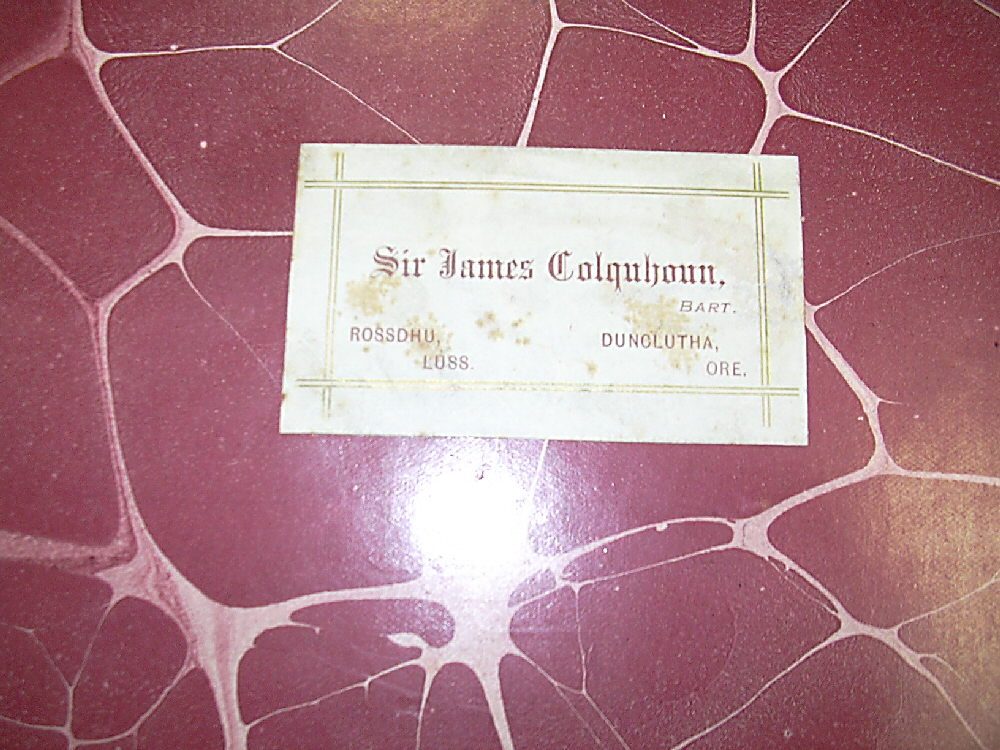 Sir James Colquhoun,
BART.
ROSSDHU, DUNCLUTHA,
LUSS. ORE.